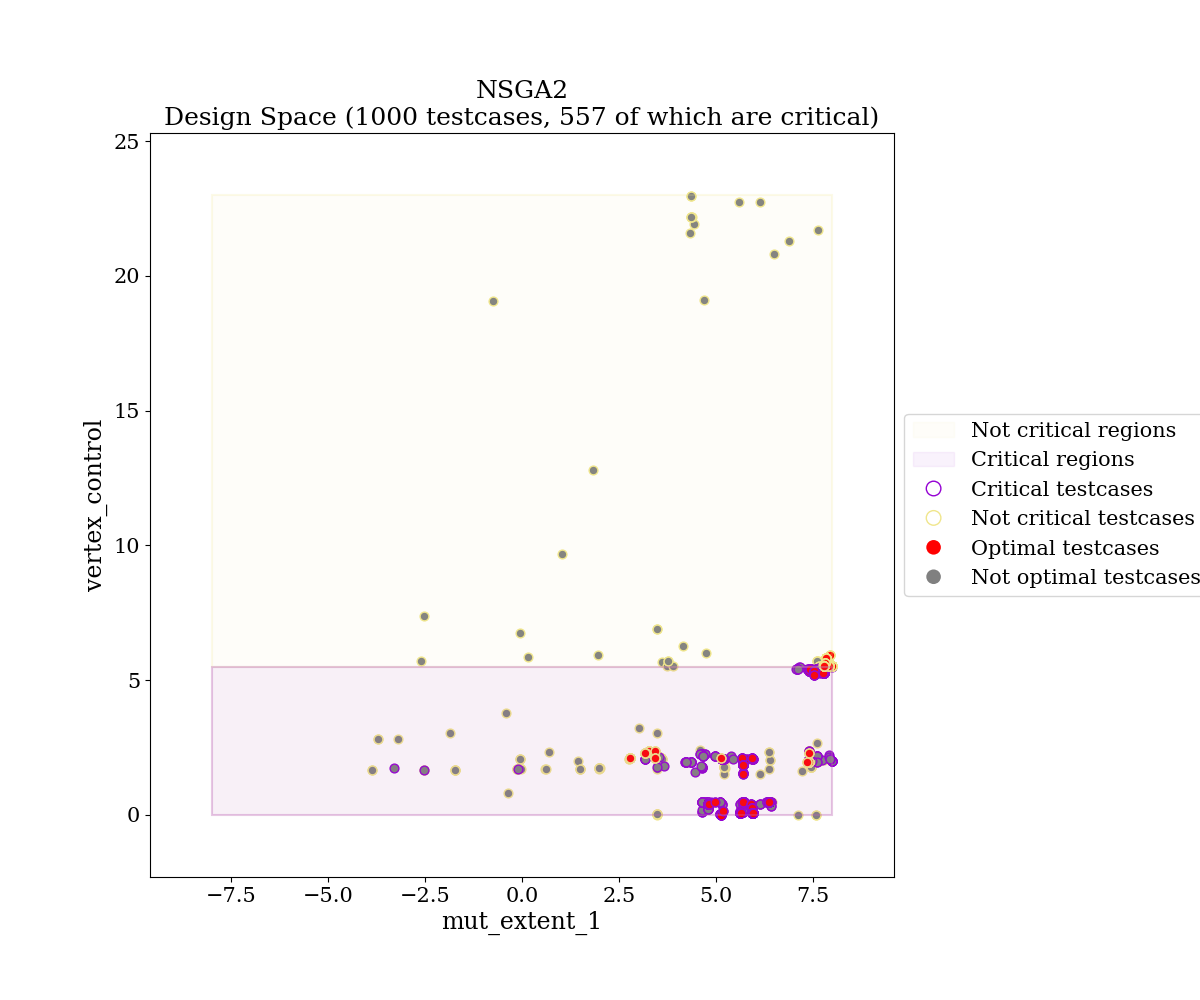 NSGA2
Design Space (1000 testcases, 557 of which are critical)
25
20
15
10
5
0
vertex_control
−7.5
−5.0
−2.5
0.0
2.5
5.0
7.5
mut_extent_1
Not critical regions
Critical regions
Critical testcases
Not critical testcases
Optimal testcases
Not optimal testcases